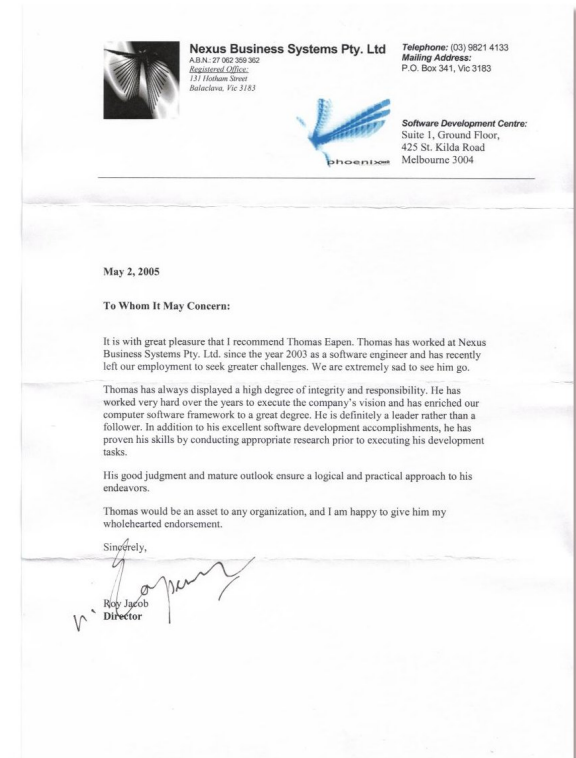 Nexus Business Systems Pty. Ltd
A.B.N.: 27 062 359 362
Registered Office:
131 Hotham Street
Balaclava, Vic 3183
Telephone: (03) 9821 4133
Mailing Address:
P.O. Box 341, Vic 3183
phoenix
Software Development Centre:
Suite 1, Ground Floor,
425 St. Kilda Road
Melbourne 3004
May 2, 2005
To Whom It May Concern:
It is with great pleasure that I recommend Thomas Eapen. Thomas has worked at Nexus
Business Systems Pty. Ltd. since the year 2003 as a software engineer and has recently
left our employment to seek greater challenges. We are extremely sad to see him go.
Thomas has always displayed a high degree of integrity and responsibility. He has
worked very hard over the years to execute the company's vision and has enriched our
computer software framework to a great degree. He is definitely a leader rather than a
follower. In addition to his excellent software development accomplishments, he has
proven his skills by conducting appropriate research prior to executing his development
tasks.
His good judgment and mature outlook ensure a logical and practical approach to his
endeavors.
Thomas would be an asset to any organization, and I am happy to give him my
wholehearted endorsement.
Sincerely,
Roy Jacob
Director